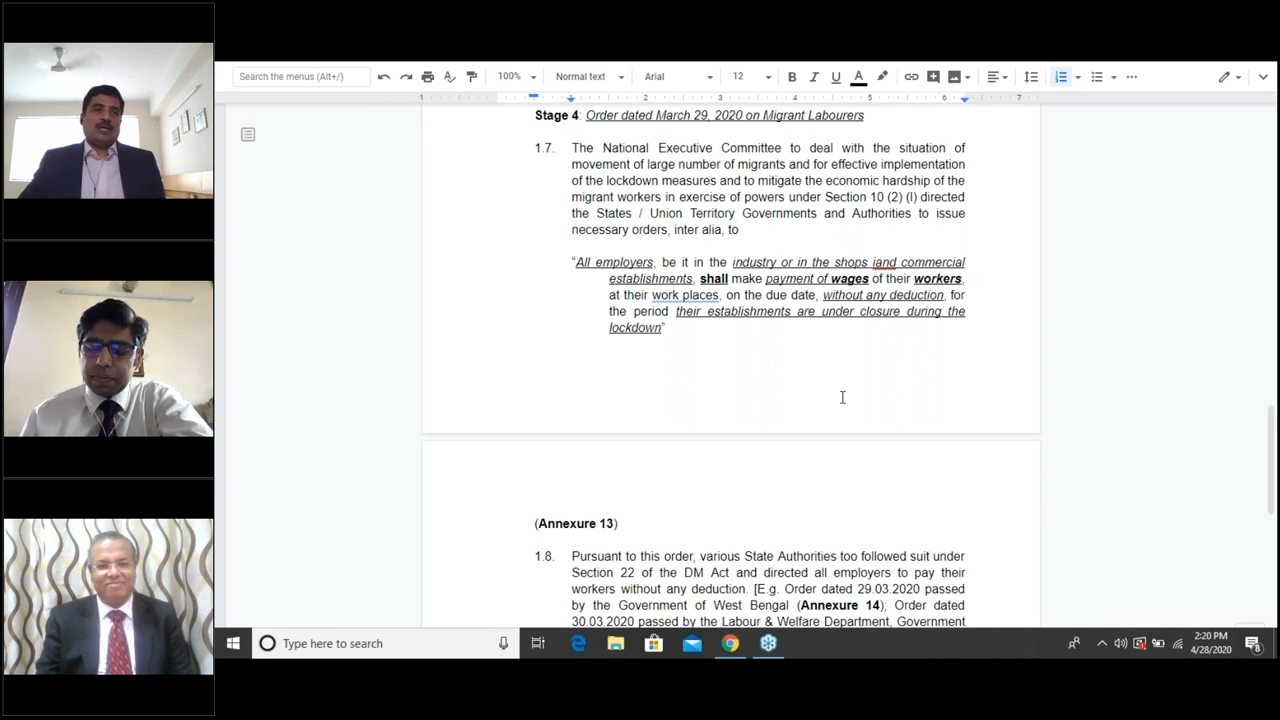 Search the menus (Alt+/)
100%
Normal text
Arial
12
B I U A
1 1 2 3 4 5 6 7
Stage 4: Order dated March 29, 2020 on Migrant Labourers
1.7. The National Executive Committee to deal with the situation of
movement of large number of migrants and for effective implementation
of the lockdown measures and to mitigate the economic hardship of the
migrant workers in exercise of powers under Section 10 (2) (I) directed
the States / Union Territory Governments and Authorities to issue
necessary orders, inter alia, to
“All employers, be it in the industry or in the shops iand commercial
establishments, shall make payment of wages of their workers,
at their work places, on the due date, without any deduction, for
the period their establishments are under closure during the
lockdown”
(Annexure 13)
1.8. Pursuant to this order, various State Authorities too followed suit under
Section 22 of the DM Act and directed all employers to pay their
workers without any deduction. [E.g. Order dated 29.03.2020 passed
by the Government of West Bengal (Annexure 14); Order dated
30.03.2020 passed by the Labour & Welfare Department, Government
Type here to search
2:20 PM
4/28/2020
8